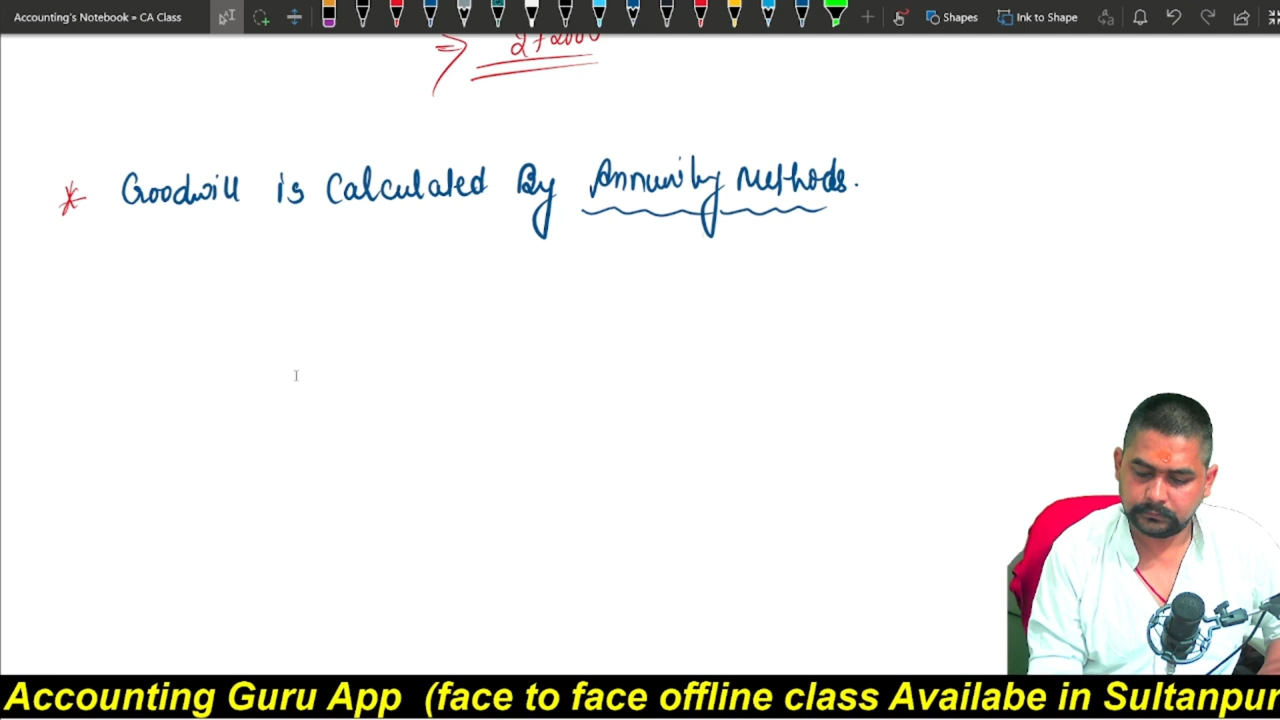 Accounting's Notebook » CA Class
Shapes
Ink to Shape
* Goodwill is Calculated By Annuity Methods.
Accounting Guru App (face to face offline class Availabe in Sultanpur